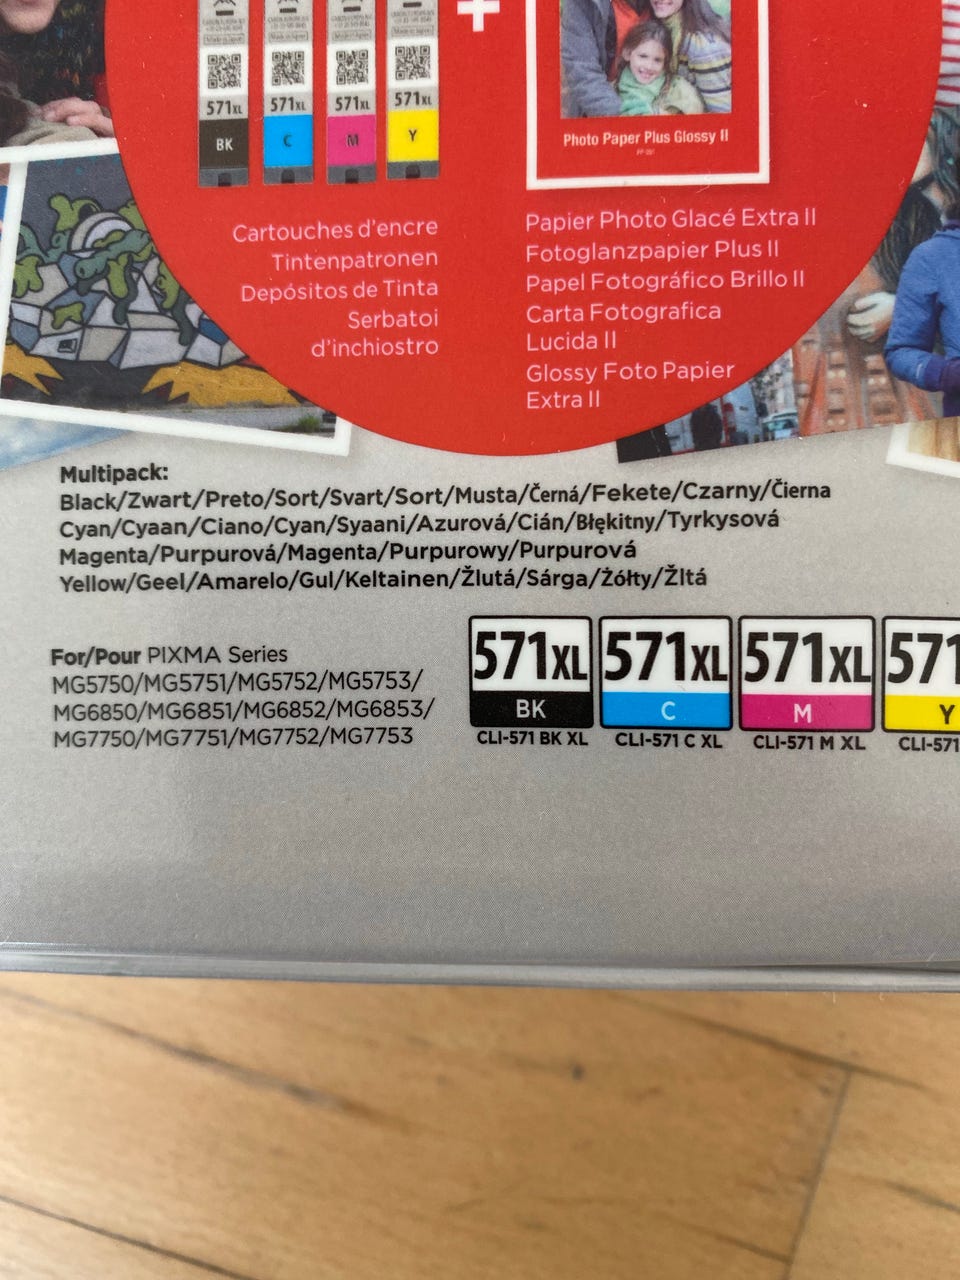 571XL 571XL 571XL 571XL
BK C M Y
+
Photo Paper Plus Glossy II
Cartouches d'encre
Tintenpatronen
Depósitos de Tinta
Serbatoi
d'inchiostro
Papier Photo Glacé Extra II
Fotoglanzpapier Plus II
Papel Fotográfico Brillo II
Carta Fotografica
Lucida II
Glossy Foto Papier
Extra II
Multipack:
Black/Zwart/Preto/Sort/Svart/Sort/Musta/Černá/Fekete/Czarny/Čierna
Cyan/Cyaan/Ciano/Cyan/Syaani/Azurová/Cián/Błękitny/Tyrkysová
Magenta/Purpurová/Magenta/Purpurowy/Purpurová
Yellow/Geel/Amarelo/Gul/Keltainen/Žlutá/Sárga/Żółty/Žltá
For/Pour PIXMA Series
MG5750/MG5751/MG5752/MG5753/
MG6850/MG6851/MG6852/MG6853/
MG7750/MG7751/MG7752/MG7753
571XL 571XL 571XL 571
BK C M Y
CLI-571 BK XL CLI-571 C XL CLI-571 M XL CLI-571